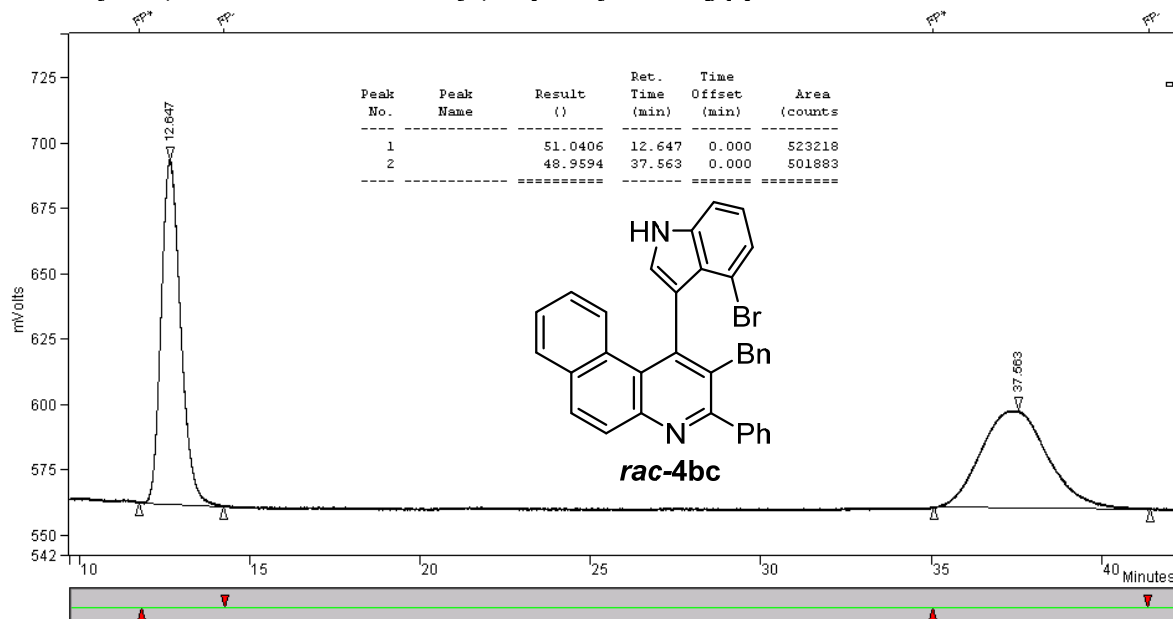 FP* FP- FP* FP-
725
700
675
650
625
600
575
550
542
mVolts
Ret. Time
Peak Peak Result Time Offset Area
No. Name () (min) (min) (counts
----- ------------ ---------- ------- ------ ---------
1 51.0406 12.647 0.000 523218
2 48.9594 37.563 0.000 501883
---- ------------ ========== ------- ====== =========
12.647
37.563
HN
Br
Bn
N
Ph
rac-4bc
10 15 20 25 30 35 40 Minutes